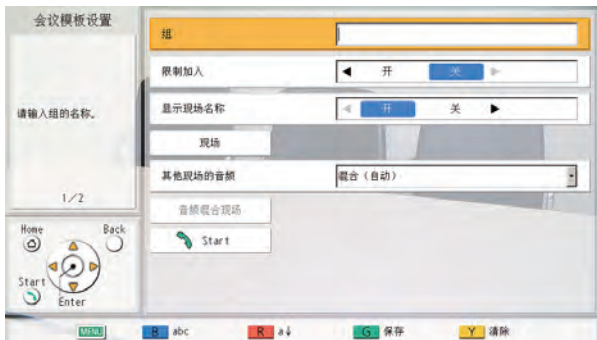 会议模板设置
请输入组的名称。
1/2
组
限制加入
◀ 开 关 ▶
显示现场名称
◀ 开 关 ▶
现场
其他现场的音频
混合（自动）
音频混合现场
Start
Home Back
Start
Enter
MENU B abc R a↓ G 保存 Y 清除